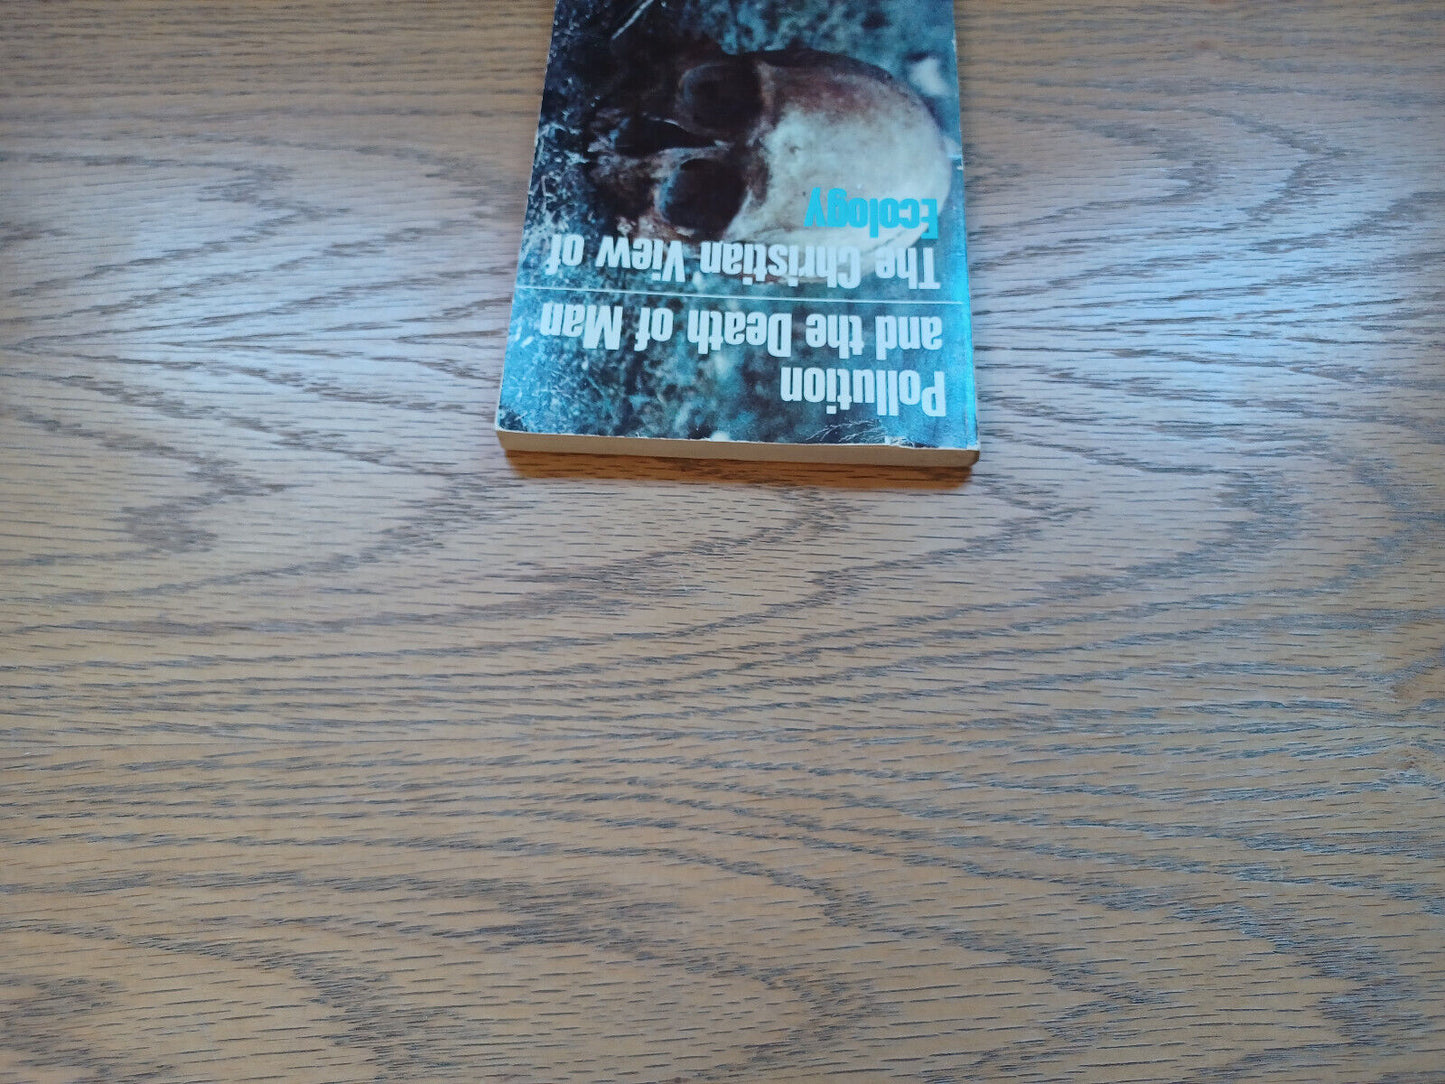 Pollution
and the Death of Man
The Christian View of
Ecology